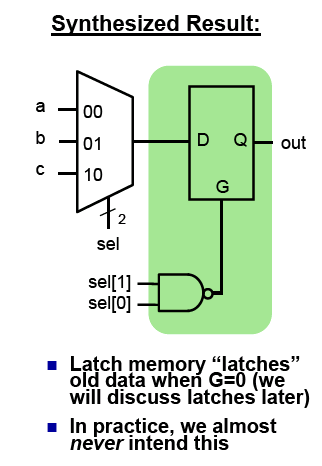 Synthesized Result:
a
00
b
01
D
Q
out
c
10
G
2
sel
sel[1]
sel[0]
Latch memory “latches”
old data when G=0 (we
will discuss latches later)
In practice, we almost
never intend this